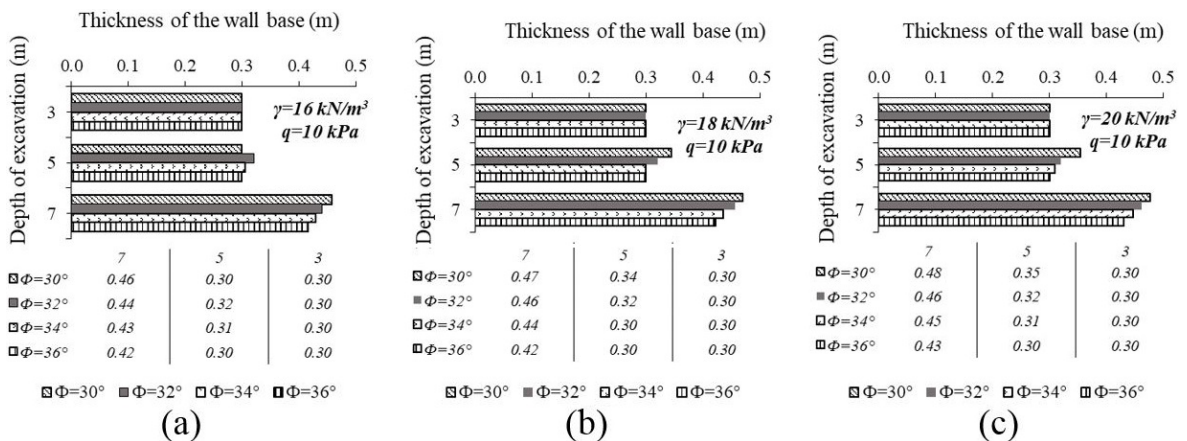 Thickness of the wall base (m)
0.0 0.1 0.2 0.3 0.4 0.5
Depth of excavation (m)
3
5
7
γ=16 kN/m³
q=10 kPa
7 5 3
Φ=30° 0.46 0.30 0.30
Φ=32° 0.44 0.32 0.30
Φ=34° 0.43 0.31 0.30
Φ=36° 0.42 0.30 0.30
Φ=30° Φ=32° Φ=34° Φ=36°
(a)
Thickness of the wall base (m)
0.0 0.1 0.2 0.3 0.4 0.5
Depth of excavation (m)
3
5
7
γ=18 kN/m³
q=10 kPa
7 5 3
Φ=30° 0.47 0.34 0.30
Φ=32° 0.46 0.32 0.30
Φ=34° 0.44 0.30 0.30
Φ=36° 0.42 0.30 0.30
Φ=30° Φ=32° Φ=34° Φ=36°
(b)
Thickness of the wall base (m)
0.0 0.1 0.2 0.3 0.4 0.5
Depth of excavation (m)
3
5
7
γ=20 kN/m³
q=10 kPa
7 5 3
Φ=30° 0.48 0.35 0.30
Φ=32° 0.46 0.32 0.30
Φ=34° 0.45 0.31 0.30
Φ=36° 0.43 0.30 0.30
Φ=30° Φ=32° Φ=34° Φ=36°
(c)